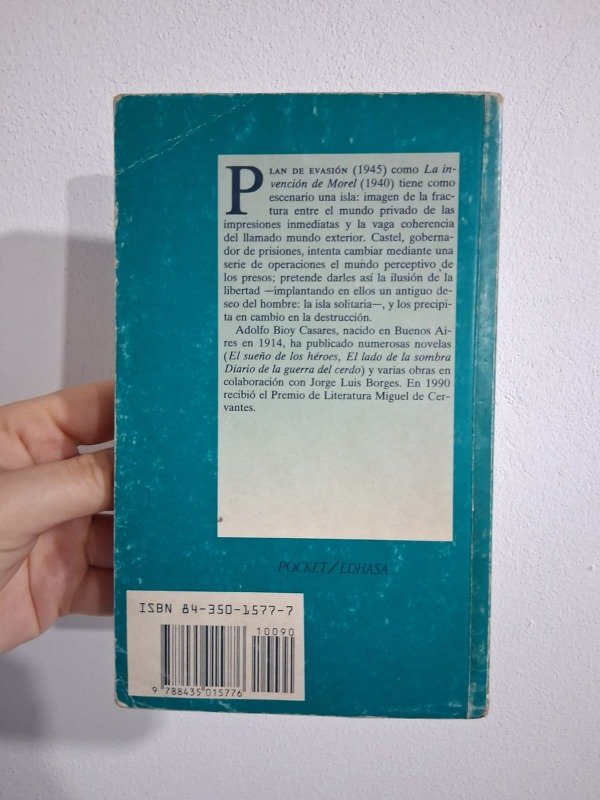 PLAN DE EVASIÓN (1945) como La in-
vención de Morel (1940) tiene como
escenario una isla: imagen de la frac-
tura entre el mundo privado de las
impresiones inmediatas y la vaga coherencia
del llamado mundo exterior. Castel, goberna-
dor de prisiones, intenta cambiar mediante una
serie de operaciones el mundo perceptivo de
los presos; pretende darles así la ilusión de la
libertad —implantando en ellos un antiguo de-
seo del hombre: la isla solitaria—, y los precipi-
ta en cambio en la destrucción.
Adolfo Bioy Casares, nacido en Buenos Ai-
res en 1914, ha publicado numerosas novelas
(El sueño de los héroes, El lado de la sombra
Diario de la guerra del cerdo) y varias obras en
colaboración con Jorge Luis Borges. En 1990
recibió el Premio de Literatura Miguel de Cer-
vantes.
POCKET/EDHASA
ISBN 84-350-1577-7
10090
9 788435 015776